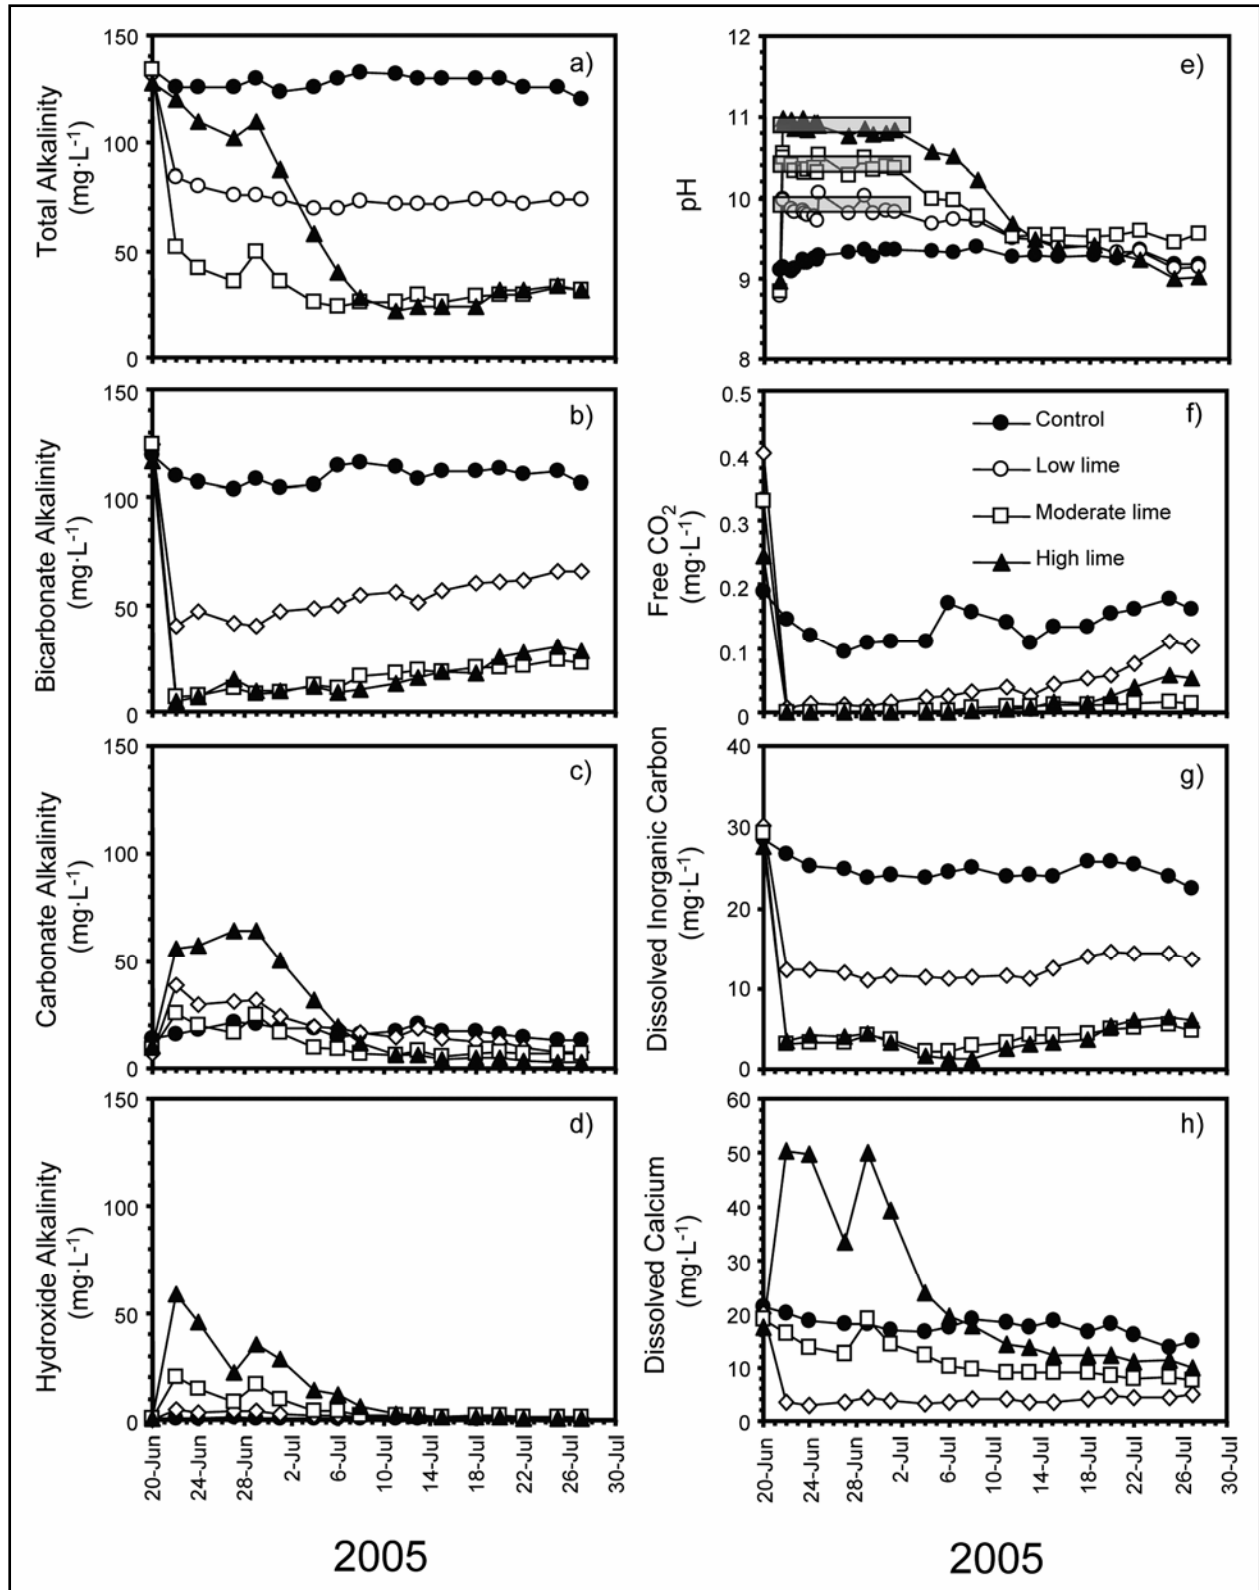 a)
Total Alkalinity
(mg·L⁻¹)
150
100
50
0
b)
Bicarbonate Alkalinity
(mg·L⁻¹)
150
100
50
0
c)
Carbonate Alkalinity
(mg·L⁻¹)
150
100
50
0
d)
Hydroxide Alkalinity
(mg·L⁻¹)
150
100
50
0
20-Jun
24-Jun
28-Jun
2-Jul
6-Jul
10-Jul
14-Jul
18-Jul
22-Jul
26-Jul
30-Jul
2005
e)
pH
12
11
10
9
8
f)
Free CO₂
(mg·L⁻¹)
0.5
0.4
0.3
0.2
0.1
0
Control
Low lime
Moderate lime
High lime
g)
Dissolved Inorganic Carbon
(mg·L⁻¹)
40
30
20
10
0
h)
Dissolved Calcium
(mg·L⁻¹)
60
50
40
30
20
10
0
20-Jun
24-Jun
28-Jun
2-Jul
6-Jul
10-Jul
14-Jul
18-Jul
22-Jul
26-Jul
30-Jul
2005